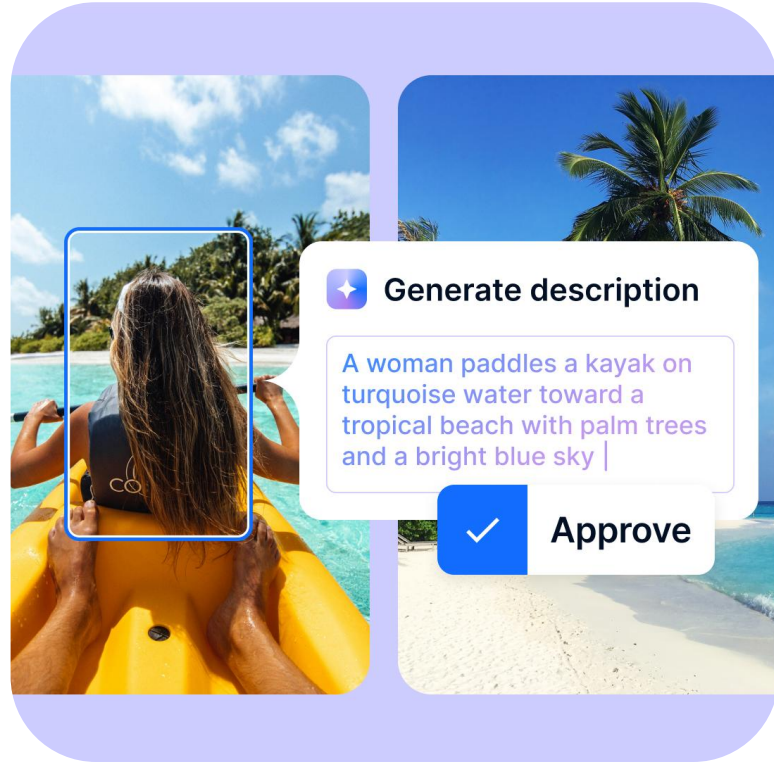 Generate description
A woman paddles a kayak on
turquoise water toward a
tropical beach with palm trees
and a bright blue sky
Approve